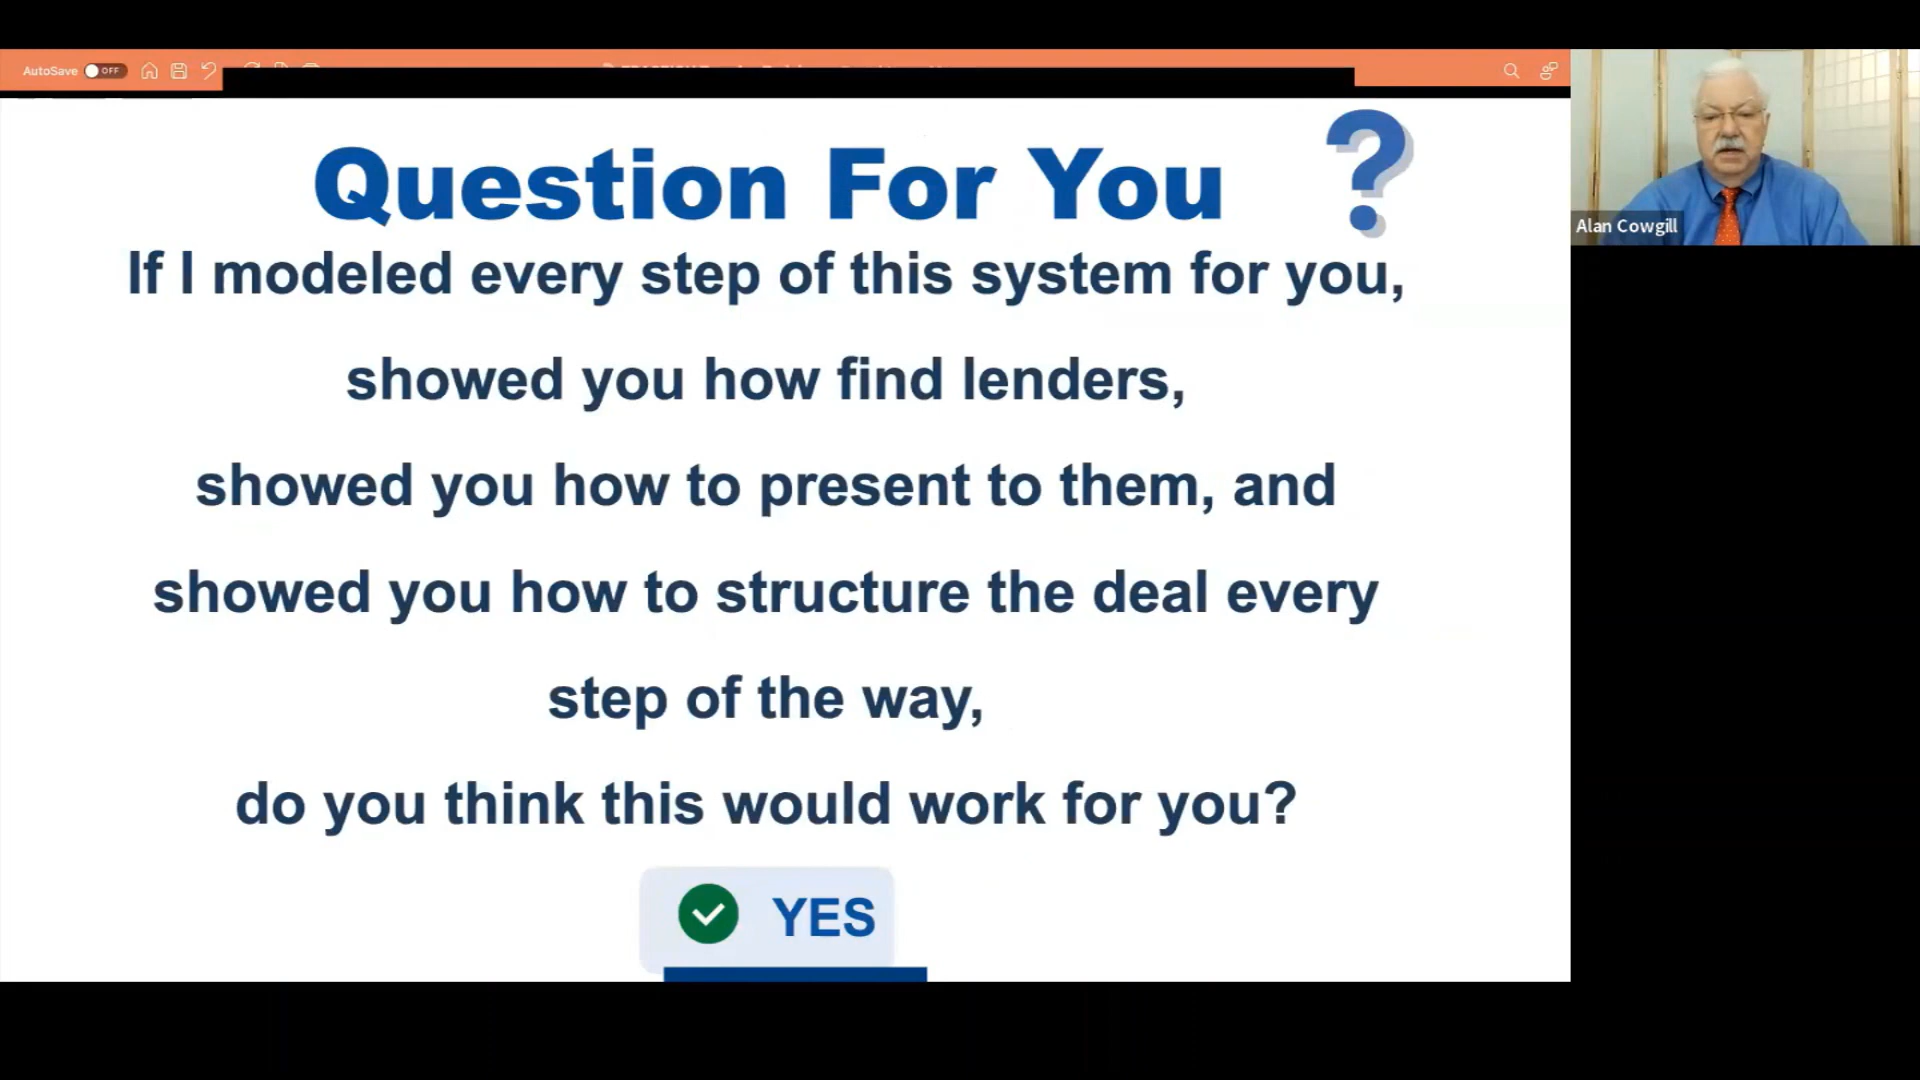 AutoSave OFF
Question For You ?
If I modeled every step of this system for you,
showed you how find lenders,
showed you how to present to them, and
showed you how to structure the deal every
step of the way,
do you think this would work for you?
YES
Alan Cowgill